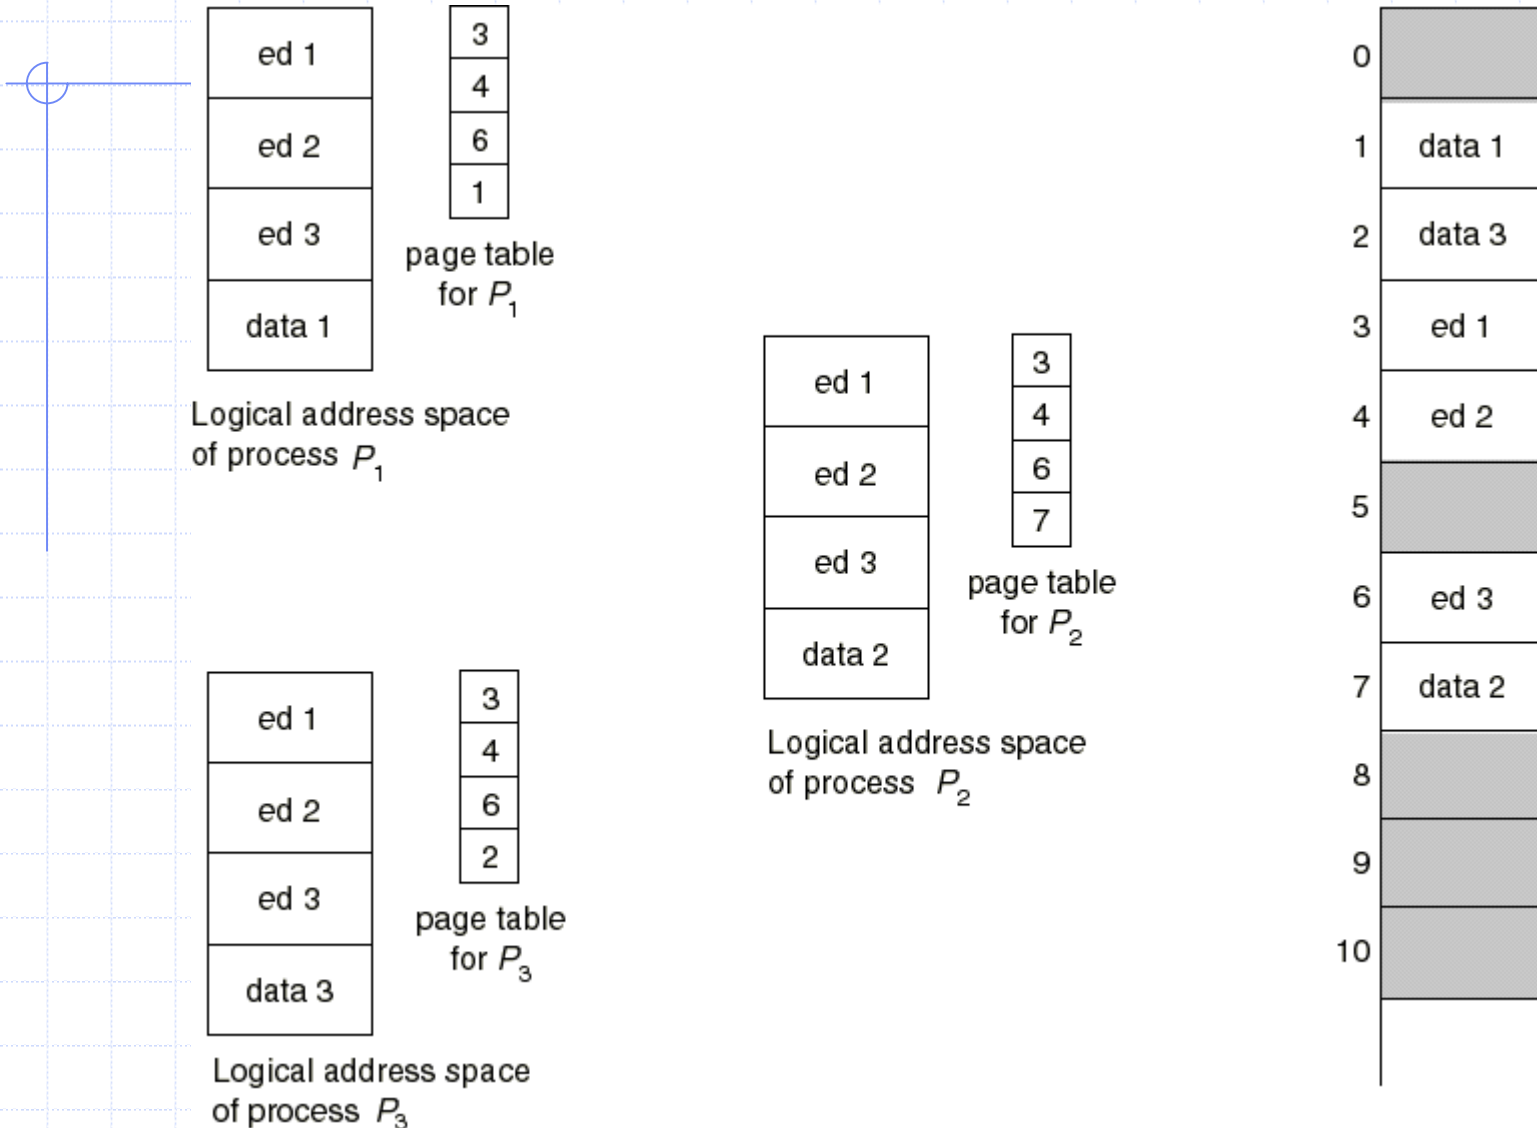 ed 1
ed 2
ed 3
data 1
Logical address space
of process P1
3
4
6
1
page table
for P1
ed 1
ed 2
ed 3
data 2
Logical address space
of process P2
3
4
6
7
page table
for P2
ed 1
ed 2
ed 3
data 3
Logical address space
of process P3
3
4
6
2
page table
for P3
0
1 data 1
2 data 3
3 ed 1
4 ed 2
5
6 ed 3
7 data 2
8
9
10